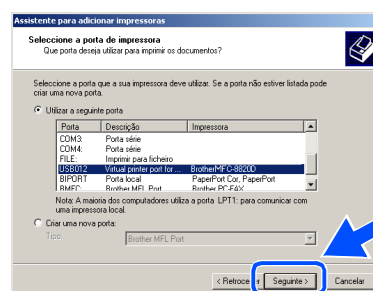 Assistente para adicionar impressoras
Seleccione a porta de impressora
Que porta deseja utilizar para imprimir os documentos?
Seleccione a porta que a sua impressora deve utilizar. Se a porta não estiver listada pode
criar uma nova porta.
Utilizar a seguinte porta
Porta Descrição Impressora
COM3: Porta série
COM4: Porta série
FILE: Imprimir para ficheiro
USB012 Virtual printer port for ... BrotherMFC-8820D
BIPORT Porta local PaperPort Cor, PaperPort
BMFC Brother MFL Port Brother PC-FAX
Nota: A maioria dos computadores utiliza a porta LPT1: para comunicar com
uma impressora local.
Criar uma nova porta:
Tipo: Brother MFL Port
< Retroceder Seguinte > Cancelar